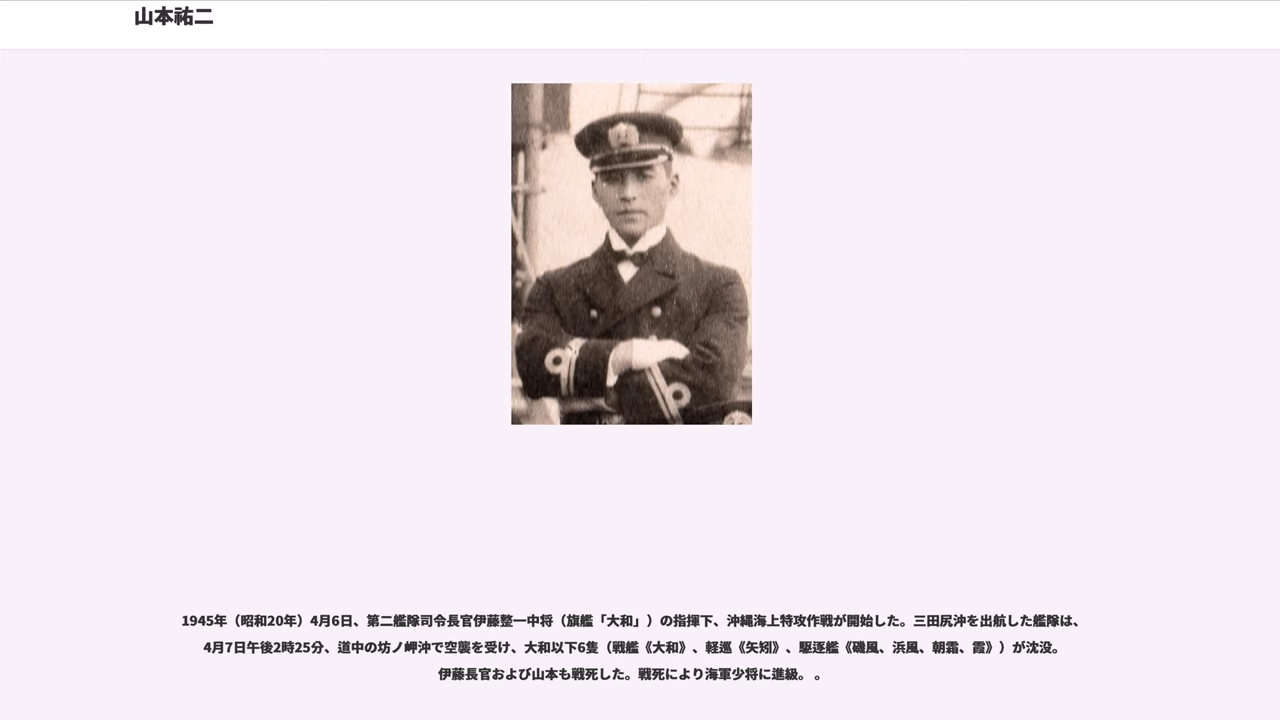 山本祐二
1945年（昭和20年）4月6日、第二艦隊司令長官伊藤整一中将（旗艦「大和」）の指揮下、沖縄海上特攻作戦が開始した。三田尻沖を出航した艦隊は、
4月7日午後2時25分、道中の坊ノ岬沖で空襲を受け、大和以下6隻（戦艦《大和》、軽巡《矢矧》、駆逐艦《磯風、浜風、朝霜、霞》）が沈没。
伊藤長官および山本も戦死した。戦死により海軍少将に進級。 。